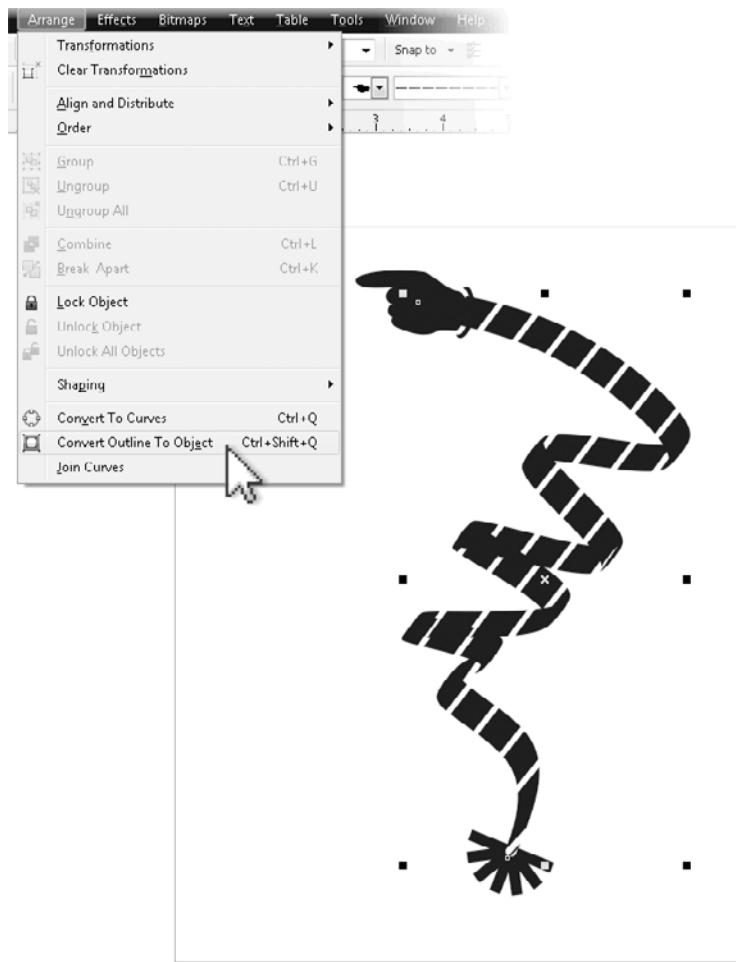 Arrange Effects Bitmaps Text Table Tools Window Help
Transformations
Snap to
Clear Transformations
Align and Distribute
Order
3 4
Group Ctrl+G
Ungroup Ctrl+U
Ungroup All
Combine Ctrl+L
Break Apart Ctrl+K
Lock Object
Unlock Object
Unlock All Objects
Shaping
Convert To Curves Ctrl+Q
Convert Outline To Object Ctrl+Shift+Q
Join Curves